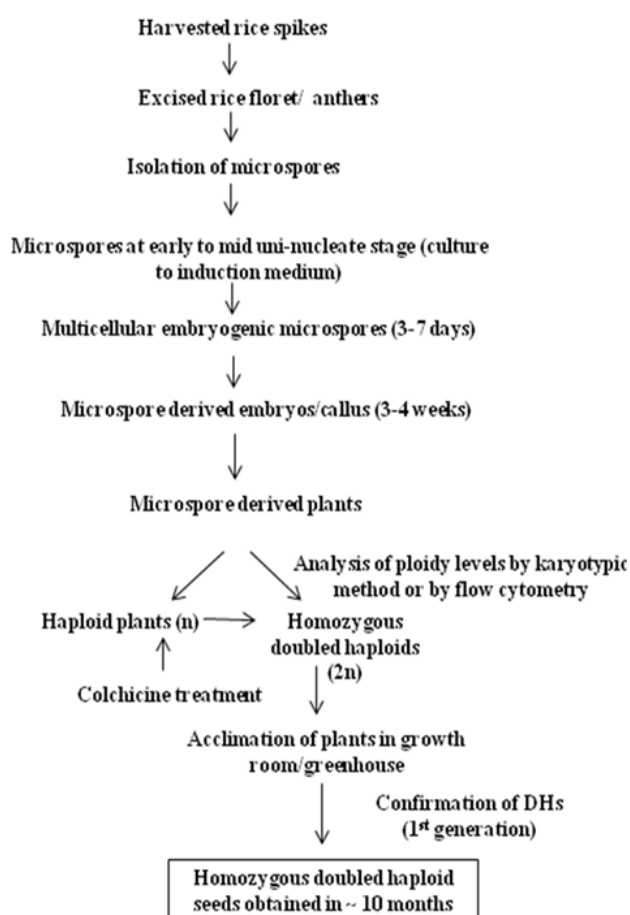 Harvested rice spikes
Excised rice floret/ anthers
Isolation of microspores
Microspores at early to mid uni-nucleate stage (culture
to induction medium)
Multicellular embryogenic microspores (3-7 days)
Microspore derived embryos/callus (3-4 weeks)
Microspore derived plants
Analysis of ploidy levels by karyotypic
method or by flow cytometry
Haploid plants (n)
Homozygous
doubled haploids
(2n)
Colchicine treatment
Acclimation of plants in growth
room/greenhouse
Confirmation of DHs
(1st generation)
Homozygous doubled haploid
seeds obtained in ~ 10 months